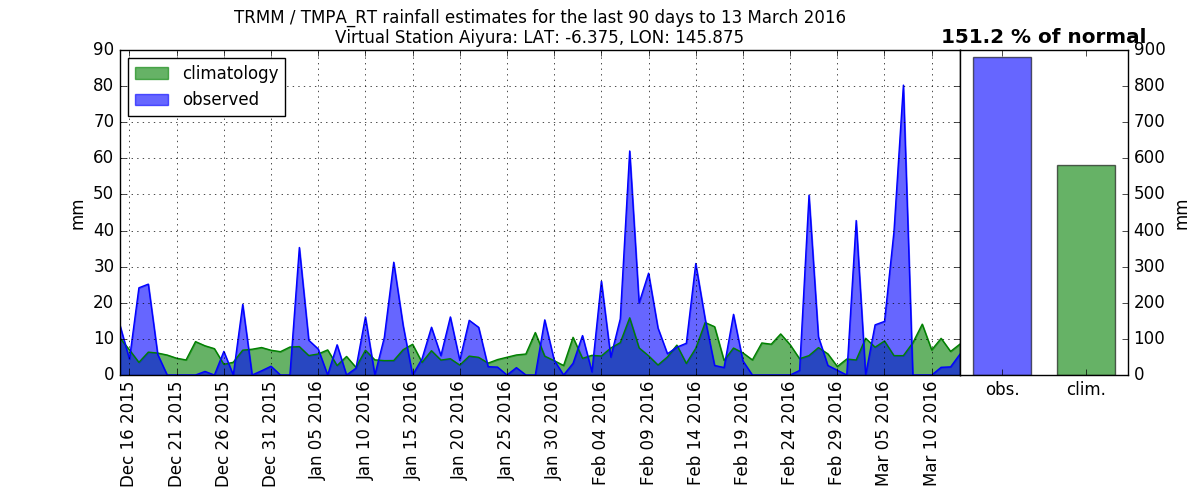 TRMM / TMPA_RT rainfall estimates for the last 90 days to 13 March 2016
Virtual Station Aiyura: LAT: -6.375, LON: 145.875
151.2 % of normal
climatology
observed
mm
90
80
70
60
50
40
30
20
10
0
Dec 16 2015
Dec 21 2015
Dec 26 2015
Dec 31 2015
Jan 05 2016
Jan 10 2016
Jan 15 2016
Jan 20 2016
Jan 25 2016
Jan 30 2016
Feb 04 2016
Feb 09 2016
Feb 14 2016
Feb 19 2016
Feb 24 2016
Feb 29 2016
Mar 05 2016
Mar 10 2016
obs.
clim.
900
800
700
600
500
400
300
200
100
0
mm